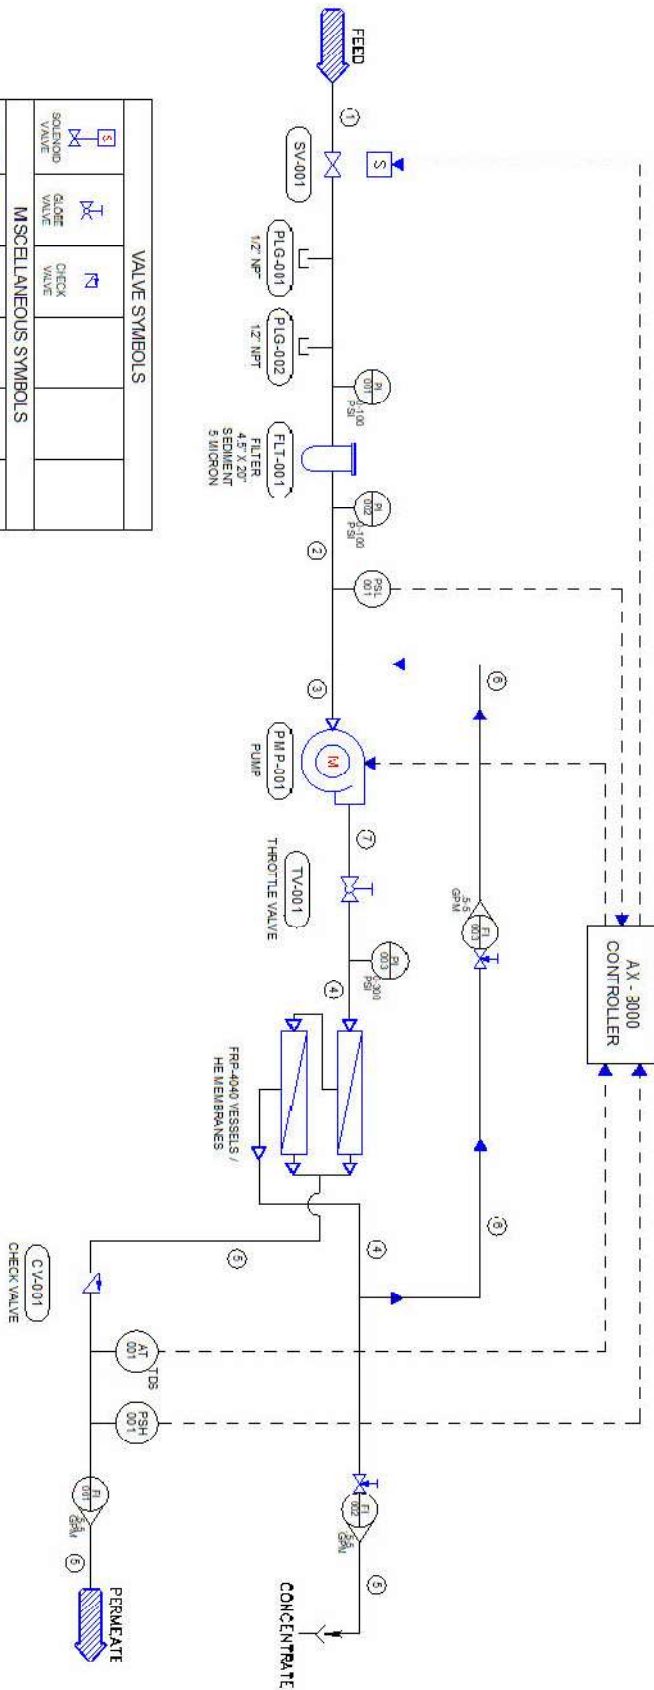 FEED
1
SV-001
S
PLG-001
1/2" NPT
PLG-002
1/2" NPT
PI
001
0-100
PSI
FLT-001
FILTER
4.5" X 20"
SEDIMENT
5 MICRON
PI
002
0-100
PSI
2
PSL
001
3
PMP-001
PUMP
M
7
TV-001
THROTTLE VALVE
PI
003
0-300
PSI
4
FRP-4040 VESSELS /
HE MEMBRANES
6
.5-5
GPM
FI
003
6
AX - 3000
CONTROLLER
4
5
CV-001
CHECK VALVE
AT
001
TDS
PSH
001
FI
001
.5-5
GPM
5
PERMEATE
FI
002
.5-5
GPM
5
CONCENTRATE
VALVE SYMBOLS
S
SOLENOID
VALVE
GLOBE
VALVE
CHECK
VALVE
MISCELLANEOUS SYMBOLS